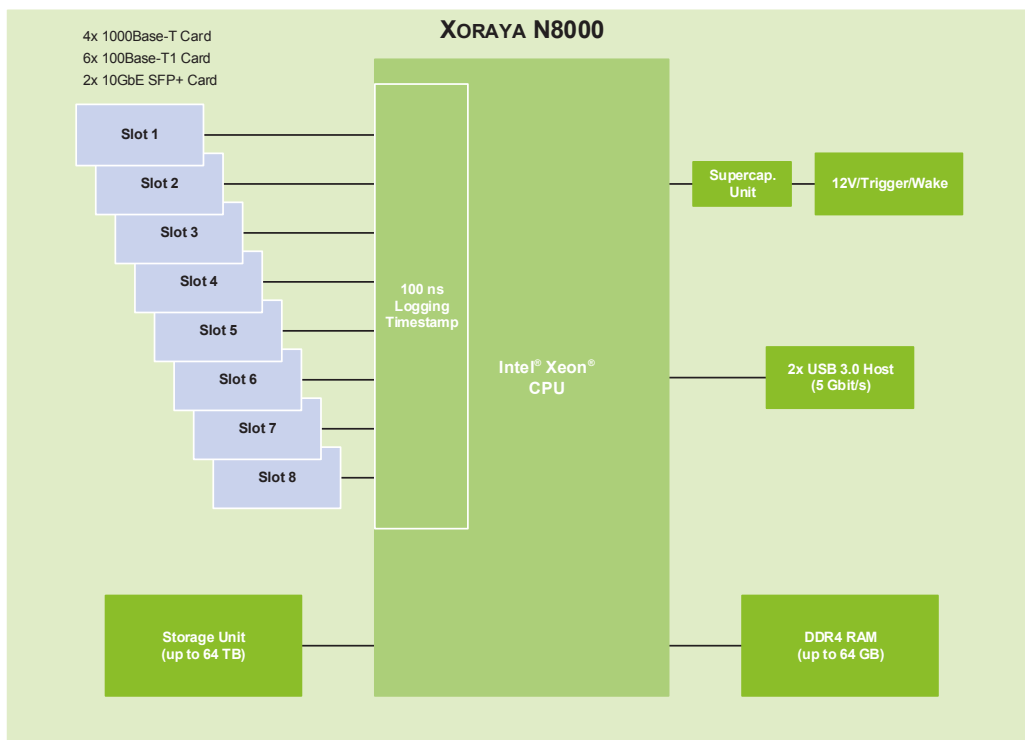 XORAYA N8000
4x 1000Base-T Card
6x 100Base-T1 Card
2x 10GbE SFP+ Card
Slot 1
Slot 2
Slot 3
Slot 4
Slot 5
Slot 6
Slot 7
Slot 8
100 ns
Logging
Timestamp
Intel® Xeon®
CPU
Supercap.
Unit
12V/Trigger/Wake
2x USB 3.0 Host
(5 Gbit/s)
Storage Unit
(up to 64 TB)
DDR4 RAM
(up to 64 GB)